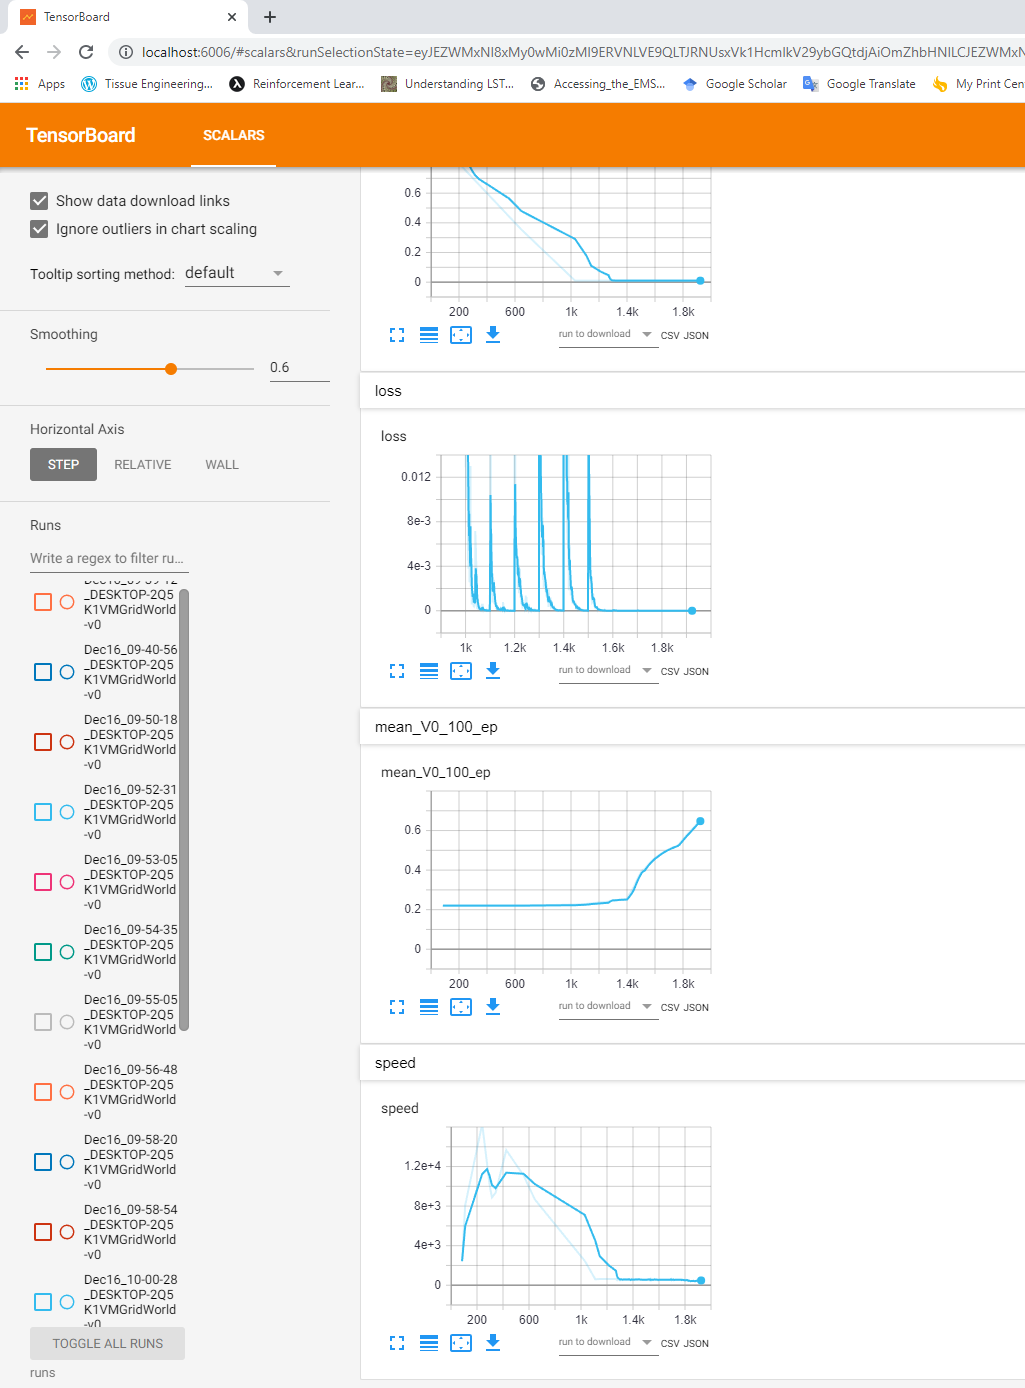 TensorBoard
localhost:6006/#scalars&runSelectionState=eyJEZWMxNl8xMy0wMi0zMl9ERVNLVE9QLTJRNUsxVk1HcmlkV29ybGQtdjAiOmZhbHNlLCJEZWMxN
Apps Tissue Engineering... Reinforcement Lear... Understanding LST... Accessing_the_EMS... Google Scholar Google Translate My Print Cen
TensorBoard SCALARS
Show data download links
Ignore outliers in chart scaling
Tooltip sorting method: default
Smoothing
0.6
Horizontal Axis
STEP RELATIVE WALL
Runs
Write a regex to filter ru...
Dec16_09-39-12
_DESKTOP-2Q5
K1VMGridWorld
-v0
Dec16_09-40-56
_DESKTOP-2Q5
K1VMGridWorld
-v0
Dec16_09-50-18
_DESKTOP-2Q5
K1VMGridWorld
-v0
Dec16_09-52-31
_DESKTOP-2Q5
K1VMGridWorld
-v0
Dec16_09-53-05
_DESKTOP-2Q5
K1VMGridWorld
-v0
Dec16_09-54-35
_DESKTOP-2Q5
K1VMGridWorld
-v0
Dec16_09-55-05
_DESKTOP-2Q5
K1VMGridWorld
-v0
Dec16_09-56-48
_DESKTOP-2Q5
K1VMGridWorld
-v0
Dec16_09-58-20
_DESKTOP-2Q5
K1VMGridWorld
-v0
Dec16_09-58-54
_DESKTOP-2Q5
K1VMGridWorld
-v0
Dec16_10-00-28
_DESKTOP-2Q5
K1VMGridWorld
-v0
TOGGLE ALL RUNS
runs
0.6
0.4
0.2
0
200 600 1k 1.4k 1.8k
run to download CSV JSON
loss
loss
0.012
8e-3
4e-3
0
1k 1.2k 1.4k 1.6k 1.8k
run to download CSV JSON
mean_V0_100_ep
mean_V0_100_ep
0.6
0.4
0.2
0
200 600 1k 1.4k 1.8k
run to download CSV JSON
speed
speed
1.2e+4
8e+3
4e+3
0
200 600 1k 1.4k 1.8k
run to download CSV JSON